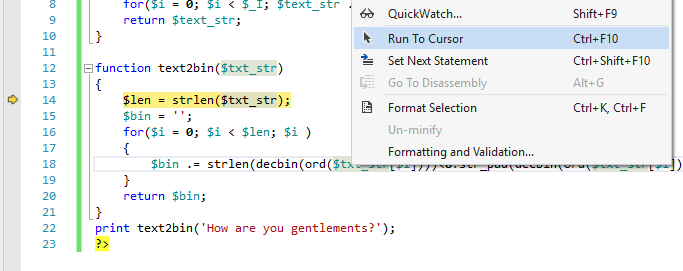 8 for($i = 0; $i < $_I; $text_str .
9 return $text_str;
10 }
11
12 function text2bin($txt_str)
13 {
14 $len = strlen($txt_str);
15 $bin = '';
16 for($i = 0; $i < $len; $i )
17 {
18 $bin .= strlen(decbin(ord($txt_str[$i])))<8?str_pad(decbin(ord($txt_str[$i])
19 }
20 return $bin;
21 }
22 print text2bin('How are you gentlements?');
23 ?>
QuickWatch... Shift+F9
Run To Cursor Ctrl+F10
Set Next Statement Ctrl+Shift+F10
Go To Disassembly Alt+G
Format Selection Ctrl+K, Ctrl+F
Un-minify
Formatting and Validation...